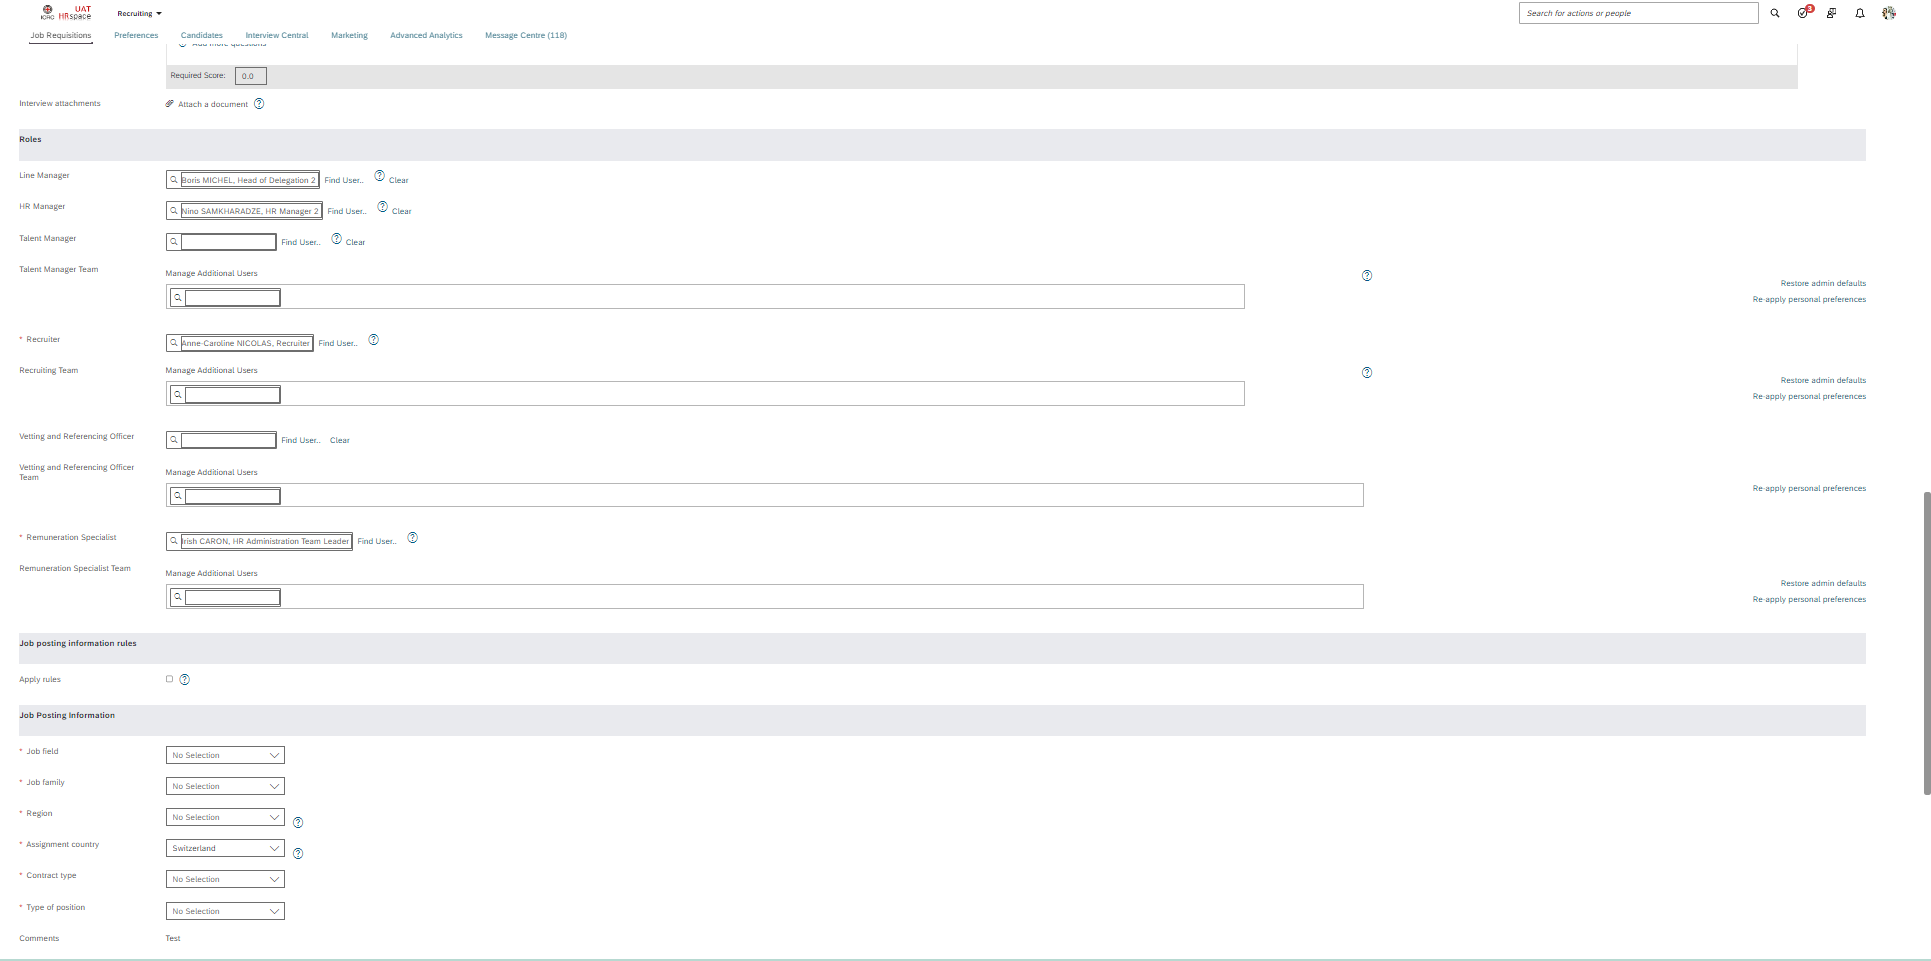 ICRC
UAT
HRspace
Recruiting
Search for actions or people
3
Job Requisitions
Preferences
Candidates
Interview Central
Marketing
Advanced Analytics
Message Centre (118)
Add more questions
Required Score:
0.0
Interview attachments
Attach a document
Roles
Line Manager
Boris MICHEL, Head of Delegation 2
Find User..
Clear
HR Manager
Nino SAMKHARADZE, HR Manager 2
Find User..
Clear
Talent Manager
Find User..
Clear
Talent Manager Team
Manage Additional Users
Restore admin defaults
Re-apply personal preferences
* Recruiter
Anne-Caroline NICOLAS, Recruiter
Find User..
Recruiting Team
Manage Additional Users
Restore admin defaults
Re-apply personal preferences
Vetting and Referencing Officer
Find User..
Clear
Vetting and Referencing Officer
Team
Manage Additional Users
Re-apply personal preferences
* Remuneration Specialist
Irish CARON, HR Administration Team Leader
Find User..
Remuneration Specialist Team
Manage Additional Users
Restore admin defaults
Re-apply personal preferences
Job posting information rules
Apply rules
Job Posting Information
* Job field
No Selection
* Job family
No Selection
* Region
No Selection
* Assignment country
Switzerland
* Contract type
No Selection
* Type of position
No Selection
Comments
Test